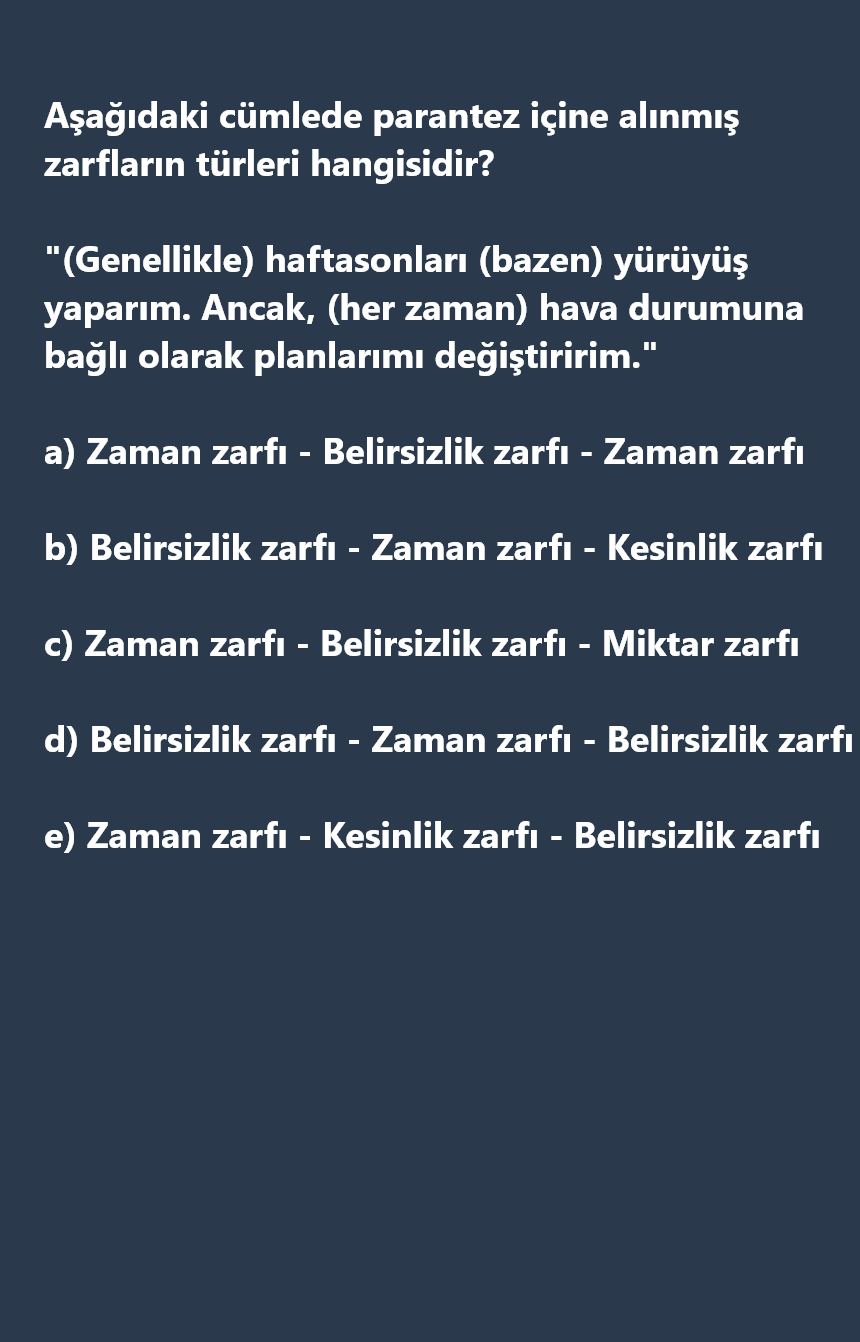 Aşağıdaki cümlede parantez içine alınmış
zarfların türleri hangisidir?
"(Genellikle) haftasonları (bazen) yürüyüş
yaparım. Ancak, (her zaman) hava durumuna
bağlı olarak planlarımı değiştiririm."
a) Zaman zarfı - Belirsizlik zarfı - Zaman zarfı
b) Belirsizlik zarfı - Zaman zarfı - Kesinlik zarfı
c) Zaman zarfı - Belirsizlik zarfı - Miktar zarfı
d) Belirsizlik zarfı - Zaman zarfı - Belirsizlik zarfı
e) Zaman zarfı - Kesinlik zarfı - Belirsizlik zarfı